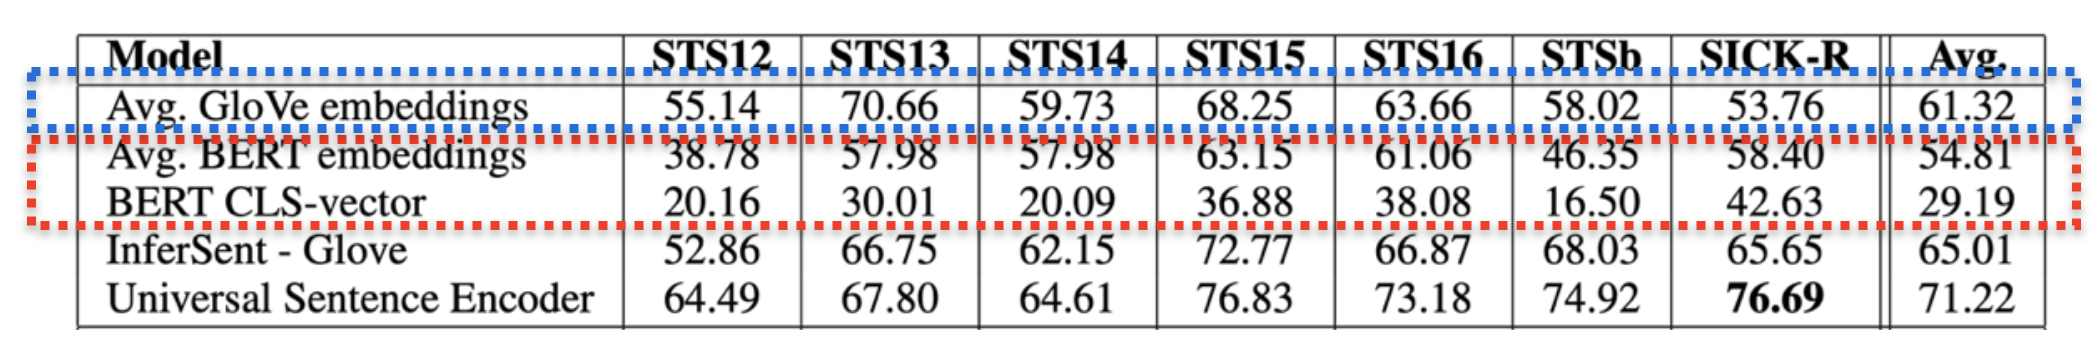 Model STS12 STS13 STS14 STS15 STS16 STSb SICK-R Avg.
Avg. GloVe embeddings 55.14 70.66 59.73 68.25 63.66 58.02 53.76 61.32
Avg. BERT embeddings 38.78 57.98 57.98 63.15 61.06 46.35 58.40 54.81
BERT CLS-vector 20.16 30.01 20.09 36.88 38.08 16.50 42.63 29.19
InferSent - Glove 52.86 66.75 62.15 72.77 66.87 68.03 65.65 65.01
Universal Sentence Encoder 64.49 67.80 64.61 76.83 73.18 74.92 76.69 71.22